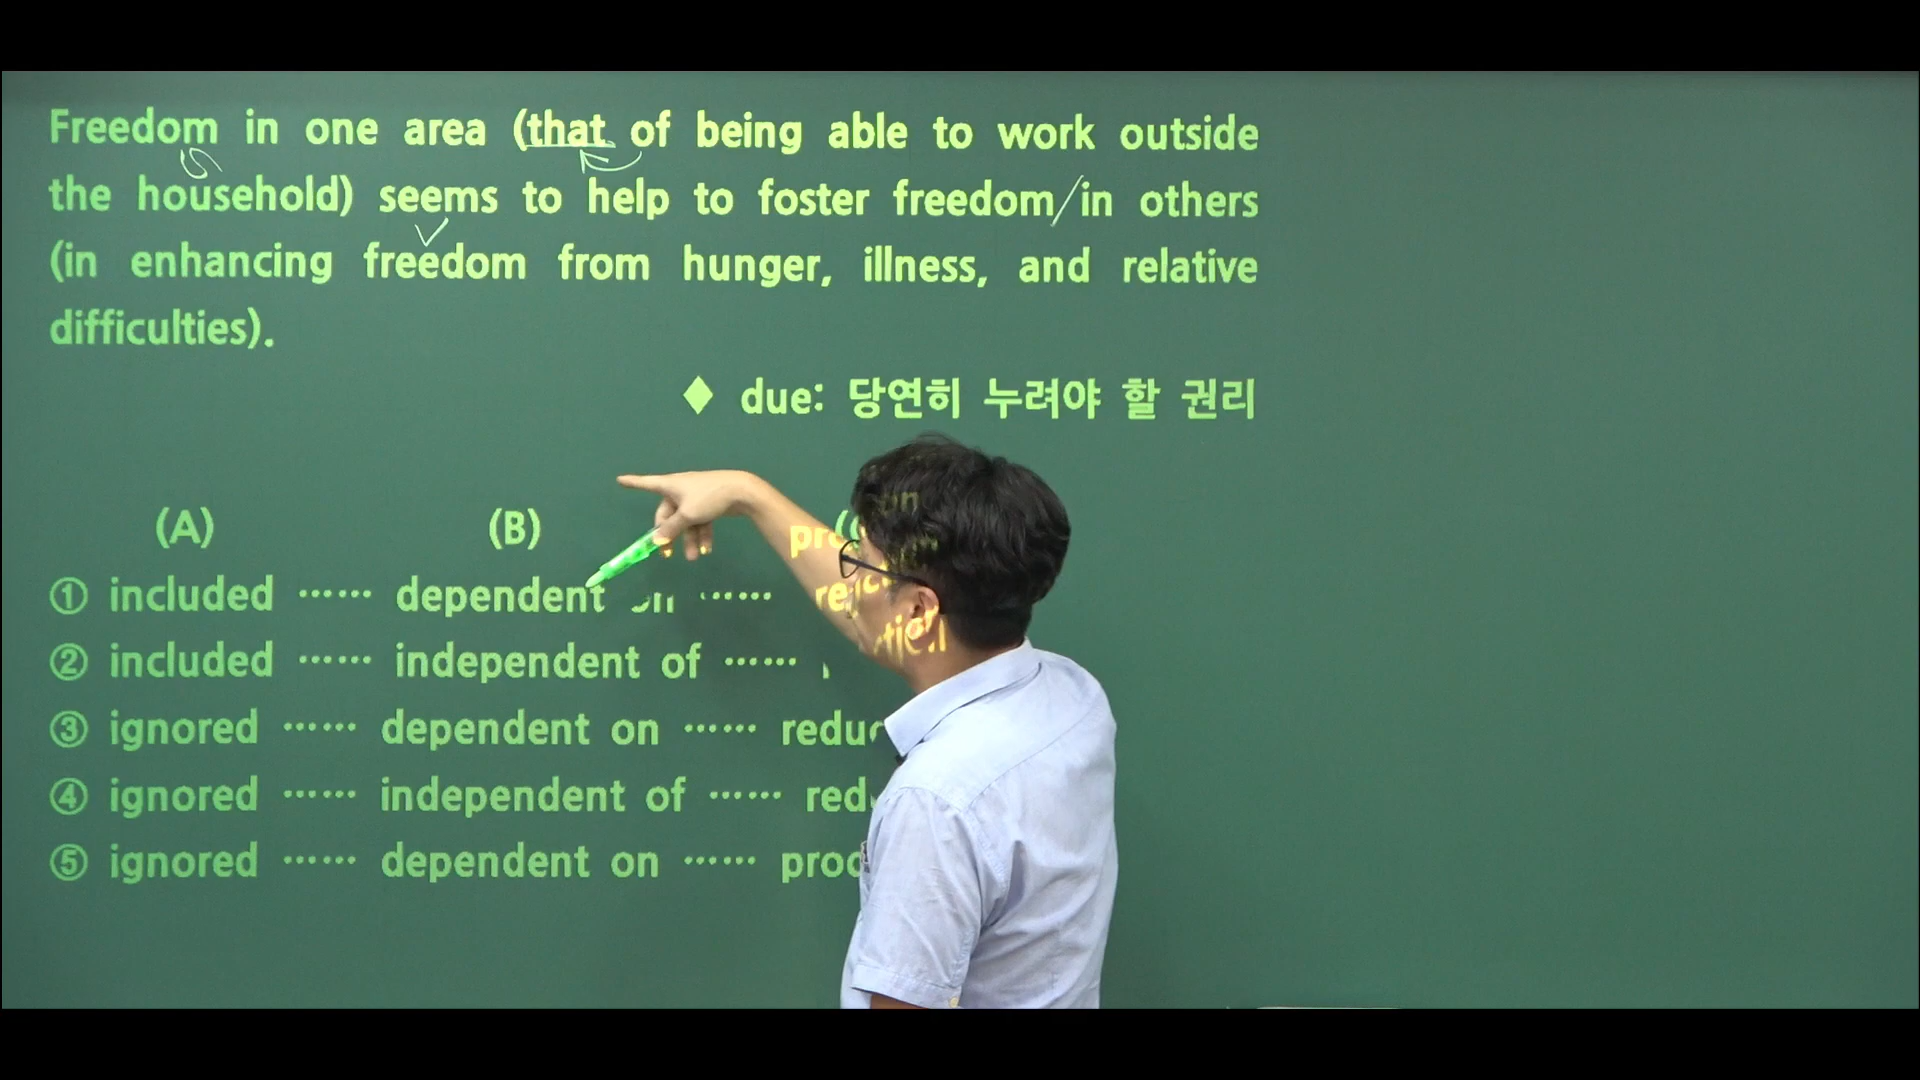 Freedom in one area (that of being able to work outside
the household) seems to help to foster freedom/in others
(in enhancing freedom from hunger, illness, and relative
difficulties).
♦ due: 당연히 누려야 할 권리
(A) (B)
① included ······ dependent on ······
② included ······ independent of ······
③ ignored ······ dependent on ······
④ ignored ······ independent of ······
⑤ ignored ······ dependent on ······